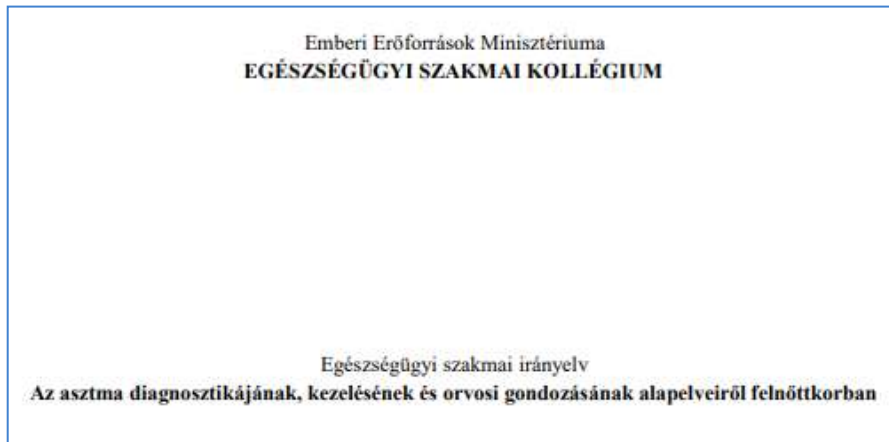 Emberi Erőforrások Minisztériuma
EGÉSZSÉGÜGYI SZAKMAI KOLLÉGIUM
Egészségügyi szakmai irányelv
Az asztma diagnosztikájának, kezelésének és orvosi gondozásának alapelveiről felnőttkorban